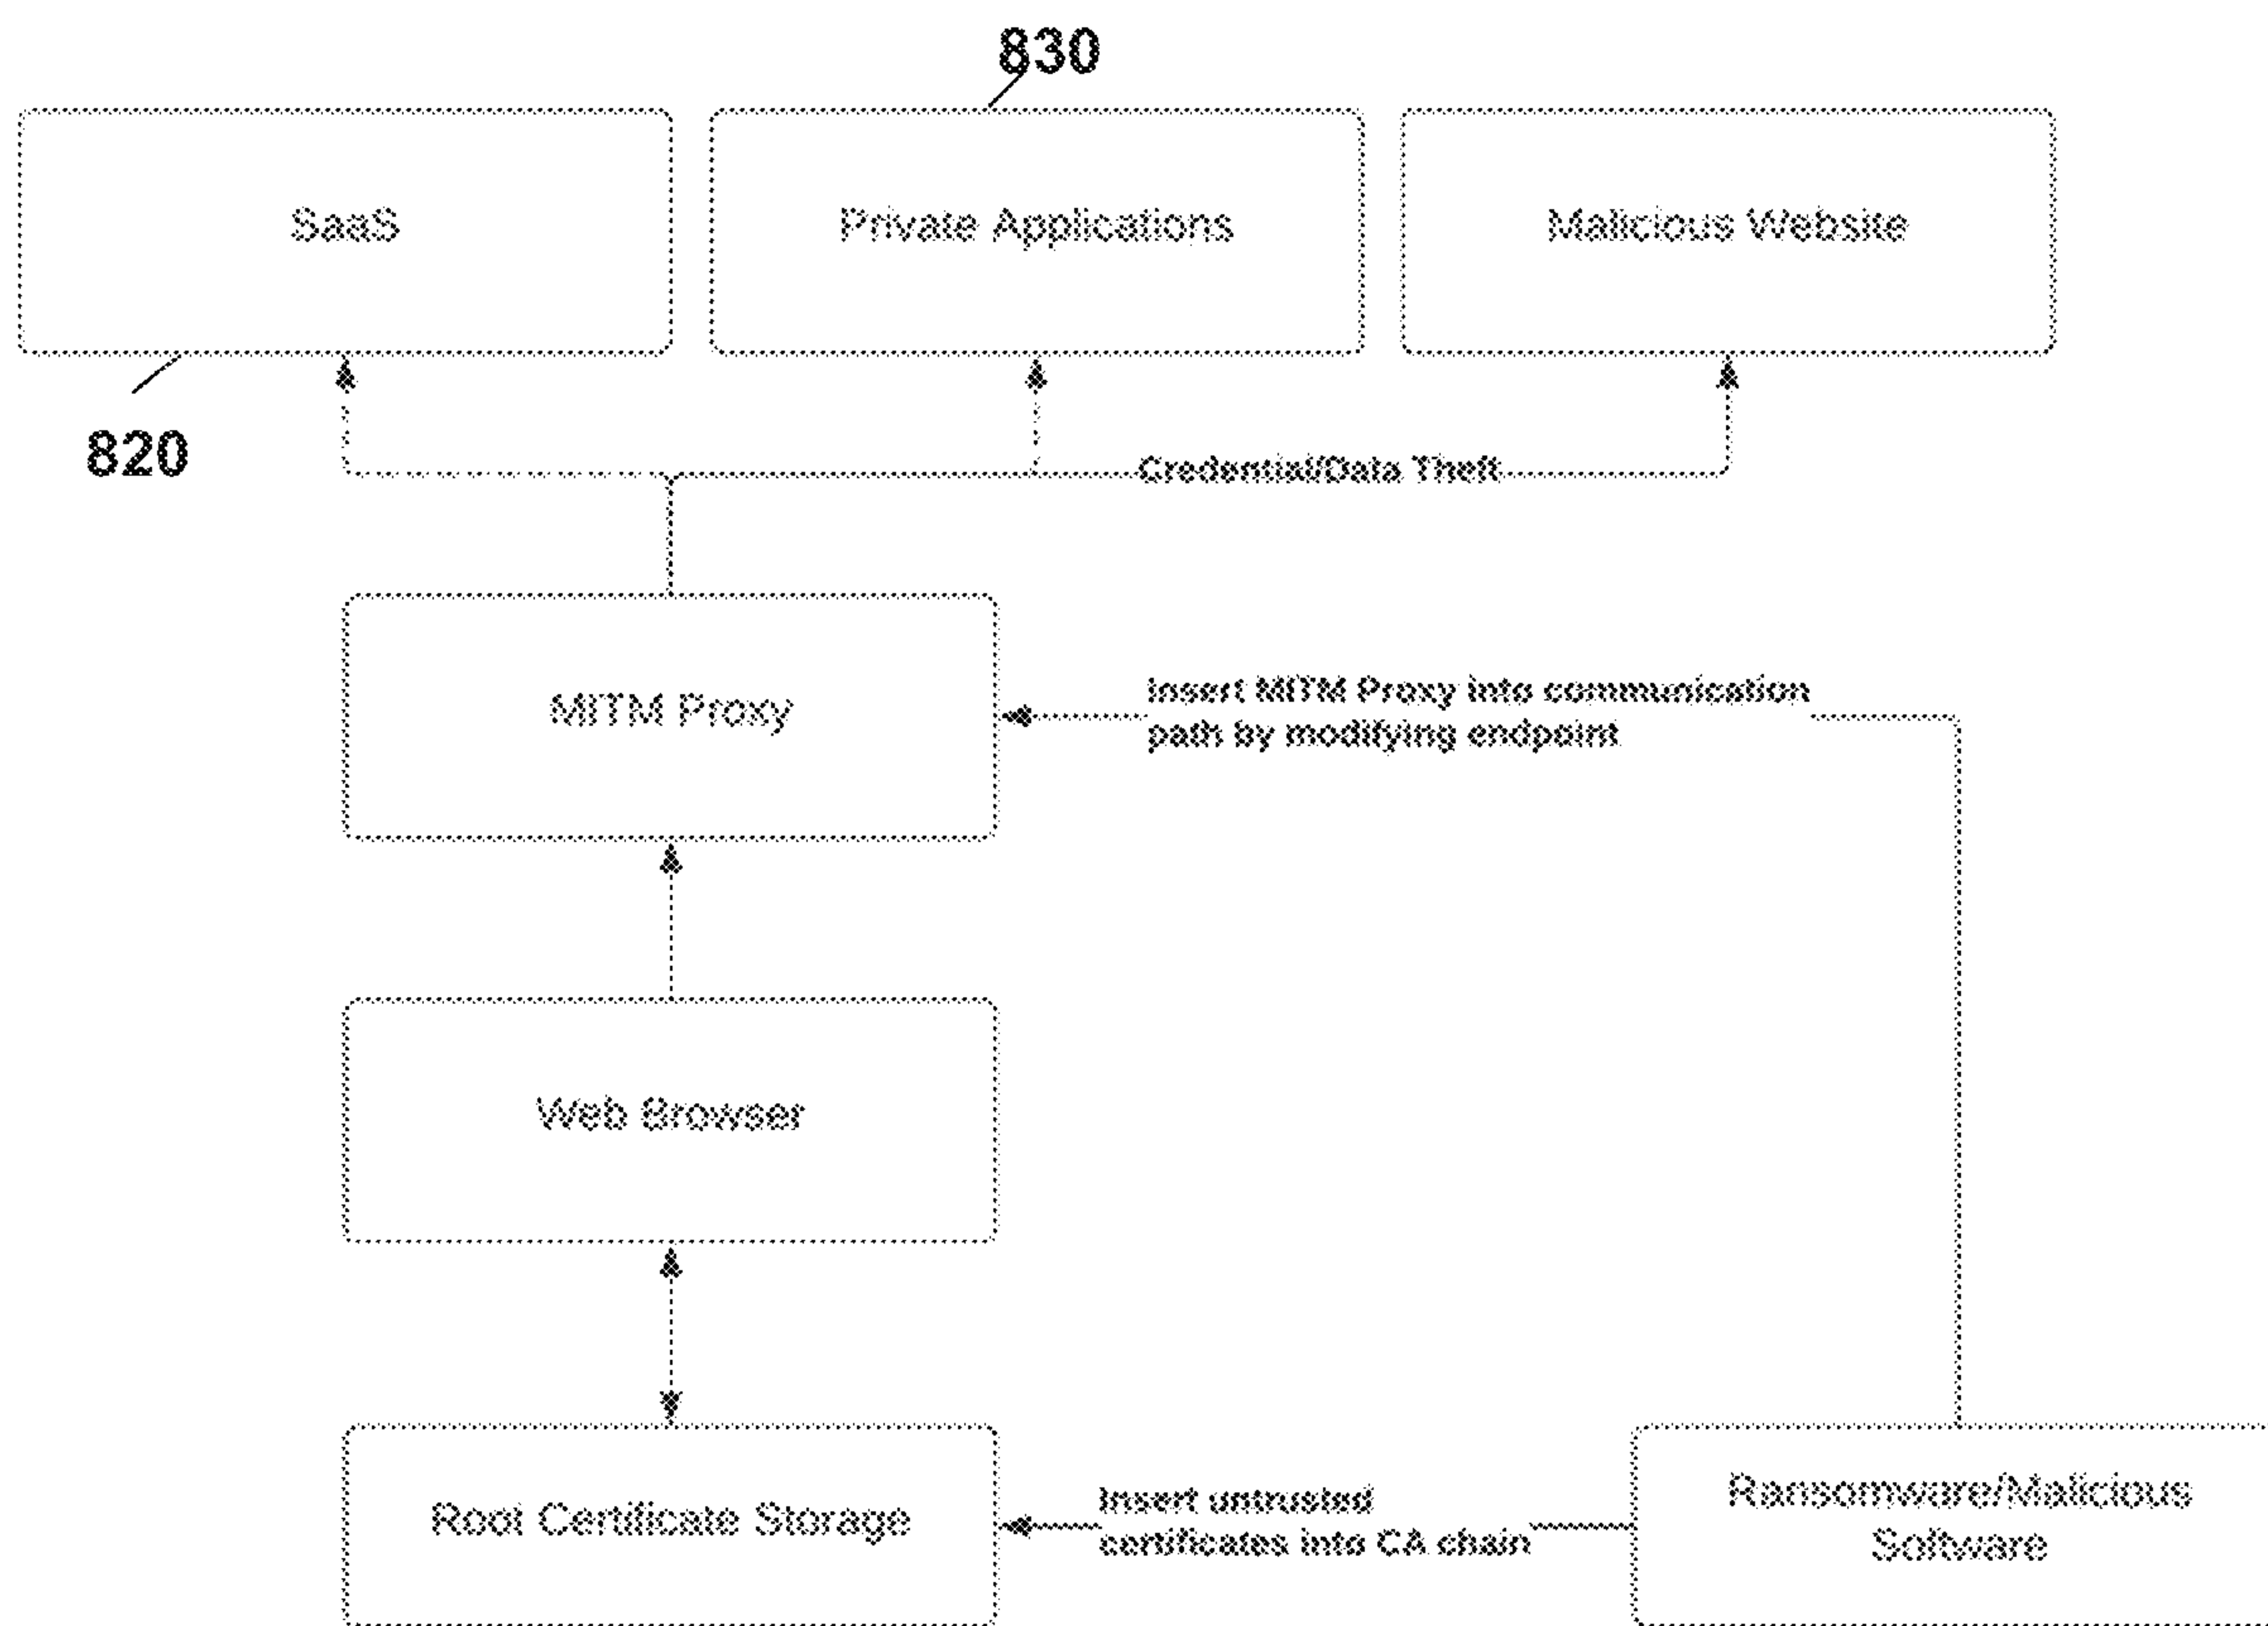 830
SaaS
Private Applications
Malicious Website
820
Credential/Data Theft
MITM Proxy
Insert MITM Proxy into communication
path by modifying endpoint
Web Browser
Root Certificate Storage
Insert untrusted
certificates into CA chain
Ransomware/Malicious
Software